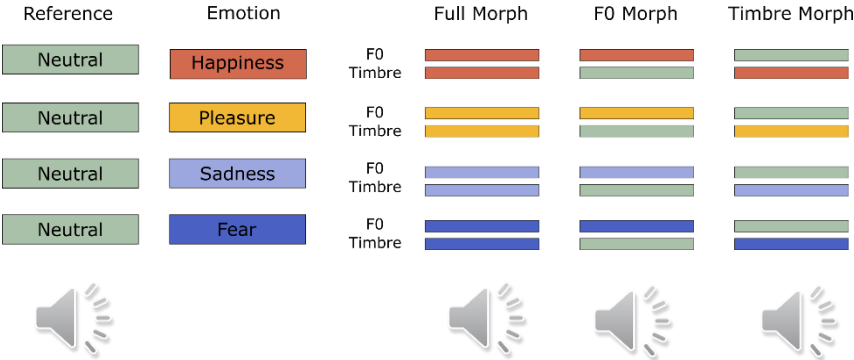 Reference Emotion Full Morph F0 Morph Timbre Morph
Neutral Happiness F0
Timbre
Neutral Pleasure F0
Timbre
Neutral Sadness F0
Timbre
Neutral Fear F0
Timbre